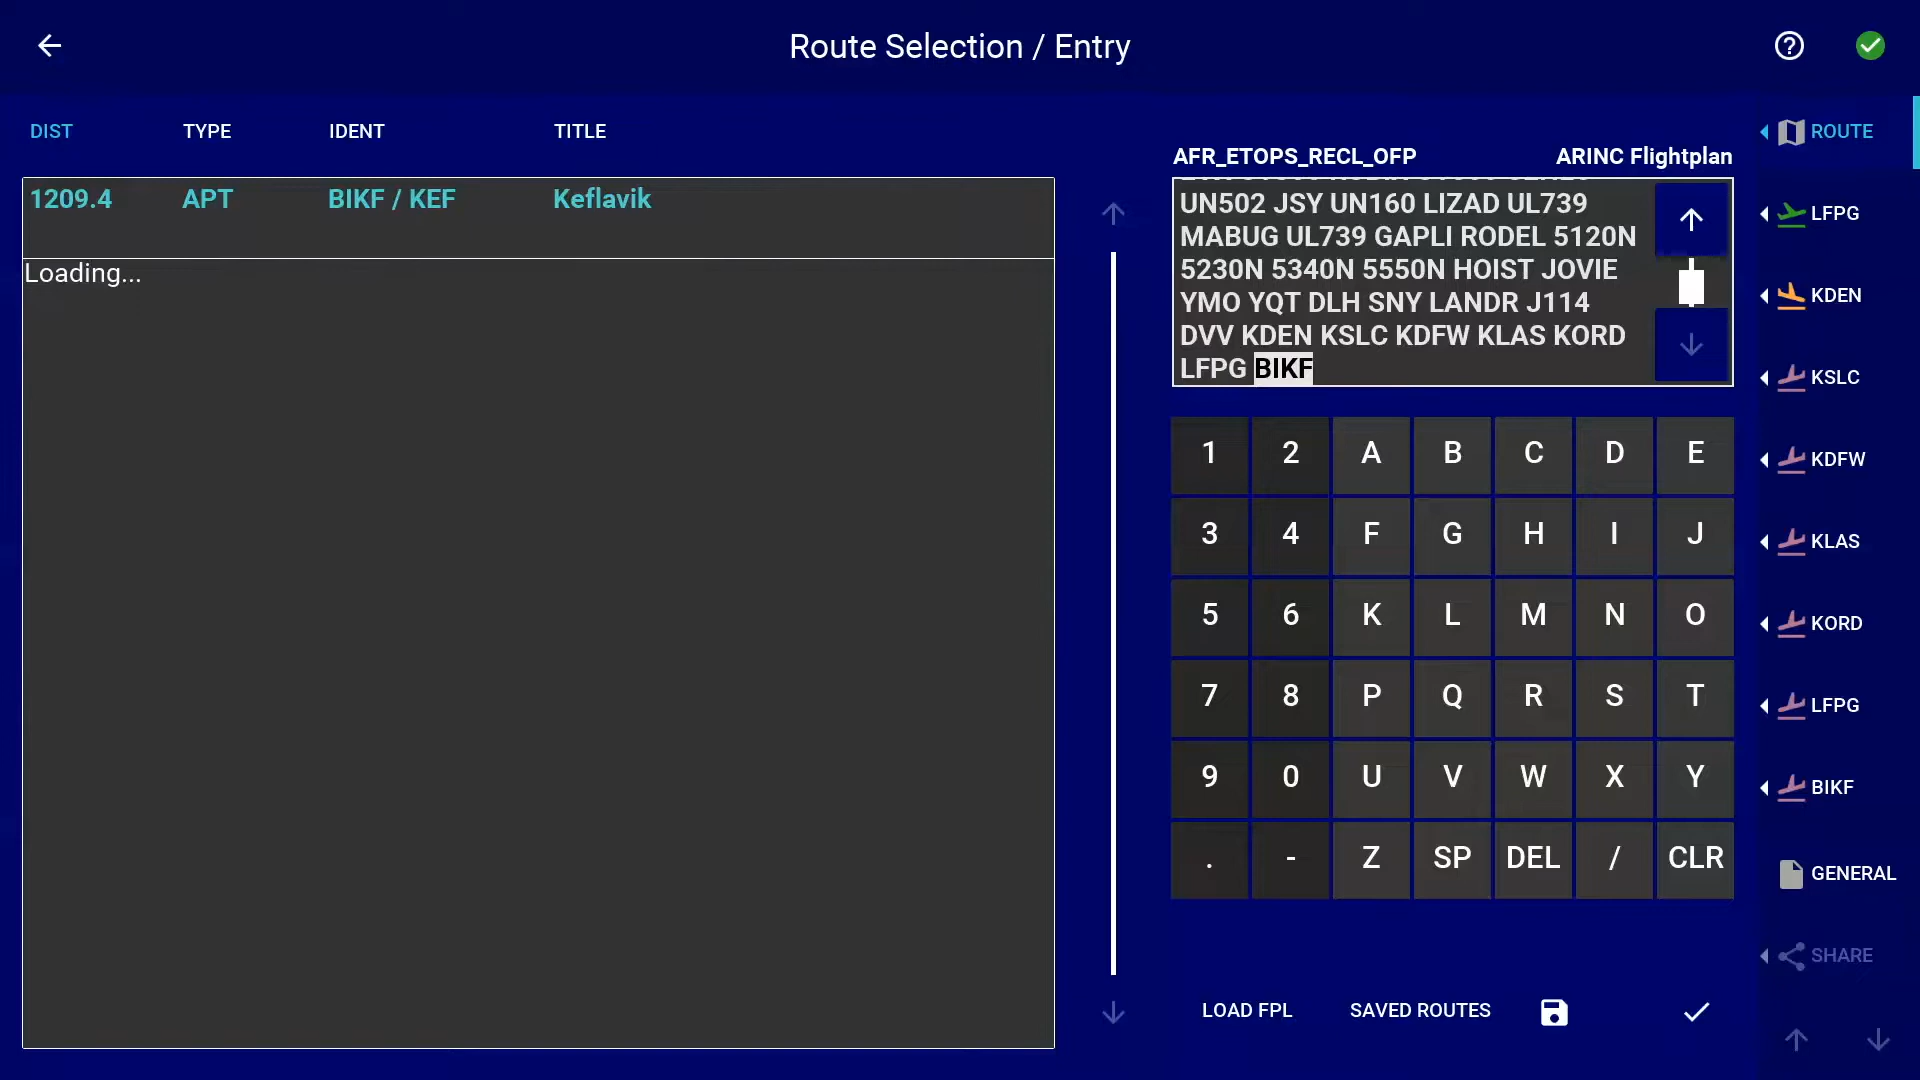 Route Selection / Entry
DIST TYPE IDENT TITLE
1209.4 APT BIKF / KEF Keflavik
Loading...
AFR_ETOPS_RECL_OFP ARINC Flightplan
UN502 JSY UN160 LIZAD UL739
MABUG UL739 GAPLI RODEL 5120N
5230N 5340N 5550N HOIST JOVIE
YMO YQT DLH SNY LANDR J114
DVV KDEN KSLC KDFW KLAS KORD
LFPG BIKF
1 2 A B C D E
3 4 F G H I J
5 6 K L M N O
7 8 P Q R S T
9 0 U V W X Y
. - Z SP DEL / CLR
LOAD FPL SAVED ROUTES
ROUTE
LFPG
KDEN
KSLC
KDFW
KLAS
KORD
LFPG
BIKF
GENERAL
SHARE